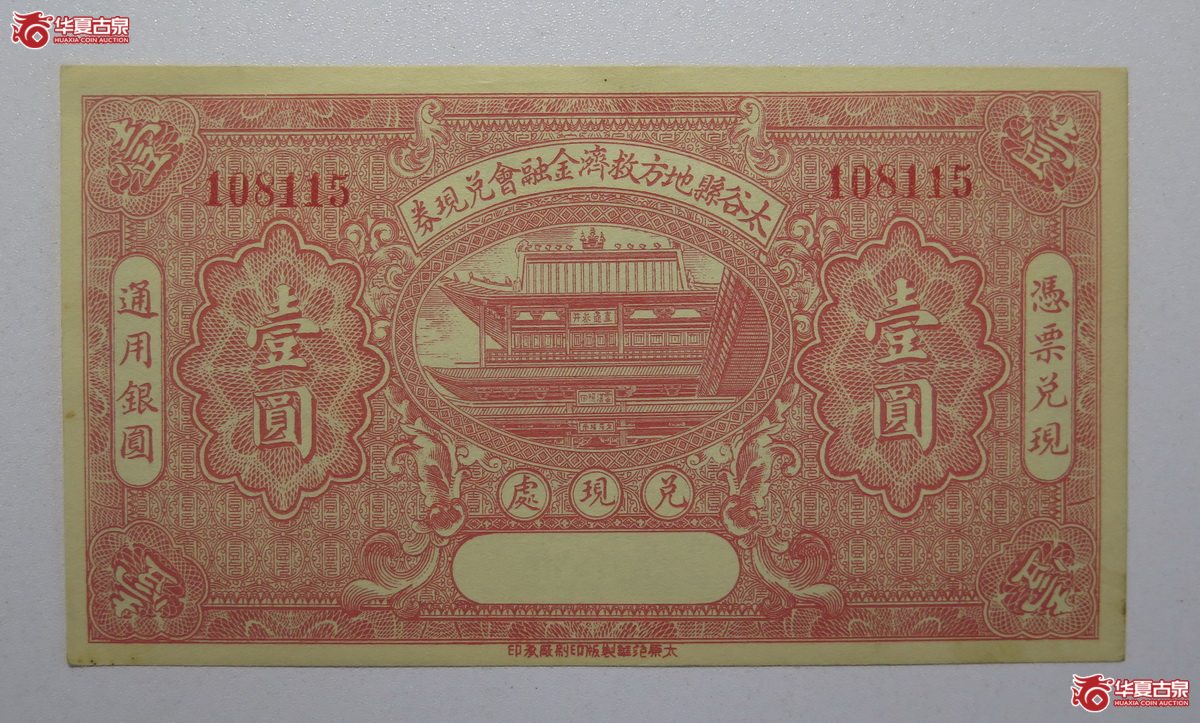 华夏古泉
HUAXIA COIN AUCTION
太谷縣地方救濟金融會兌現券
108115
108115
憑票兌現
通用銀圓
壹圓
壹圓
壹
壹
兌現處
太原范華製版印刷廠承印
华夏古泉
HUAXIA COIN AUCTION